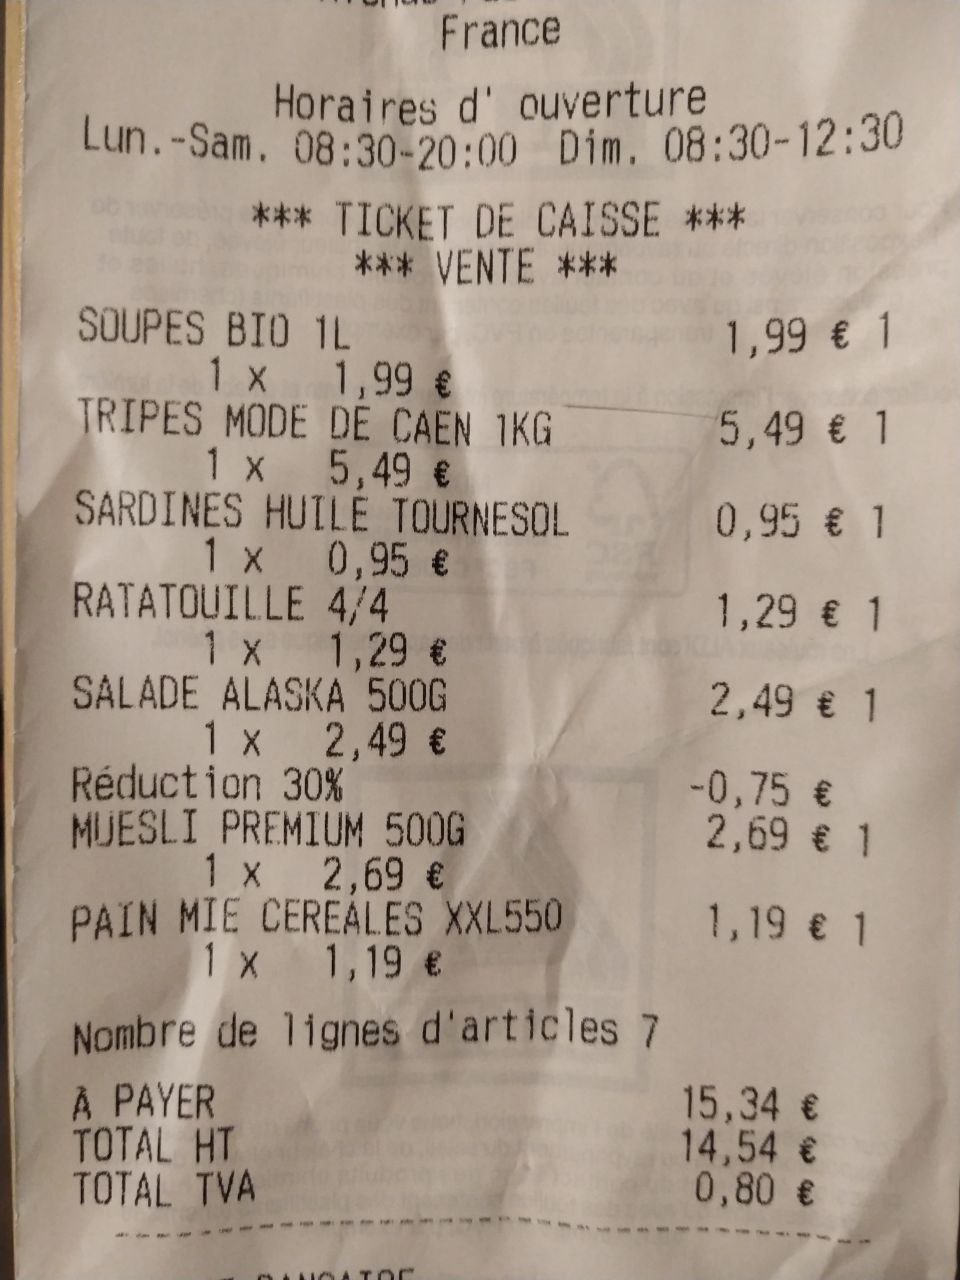 France
Horaires d' ouverture
Lun.-Sam. 08:30-20:00 Dim. 08:30-12:30
*** TICKET DE CAISSE ***
*** VENTE ***
SOUPES BIO 1L 1,99 € 1
1 x 1,99 €
TRIPES MODE DE CAEN 1KG 5,49 € 1
1 x 5,49 €
SARDINES HUILE TOURNESOL 0,95 € 1
1 x 0,95 €
RATATOUILLE 4/4 1,29 € 1
1 x 1,29 €
SALADE ALASKA 500G 2,49 € 1
1 x 2,49 €
Réduction 30% -0,75 €
MUESLI PREMIUM 500G 2,69 € 1
1 x 2,69 €
PAIN MIE CEREALES XXL550 1,19 € 1
1 x 1,19 €
Nombre de lignes d'articles 7
A PAYER 15,34 €
TOTAL HT 14,54 €
TOTAL TVA 0,80 €